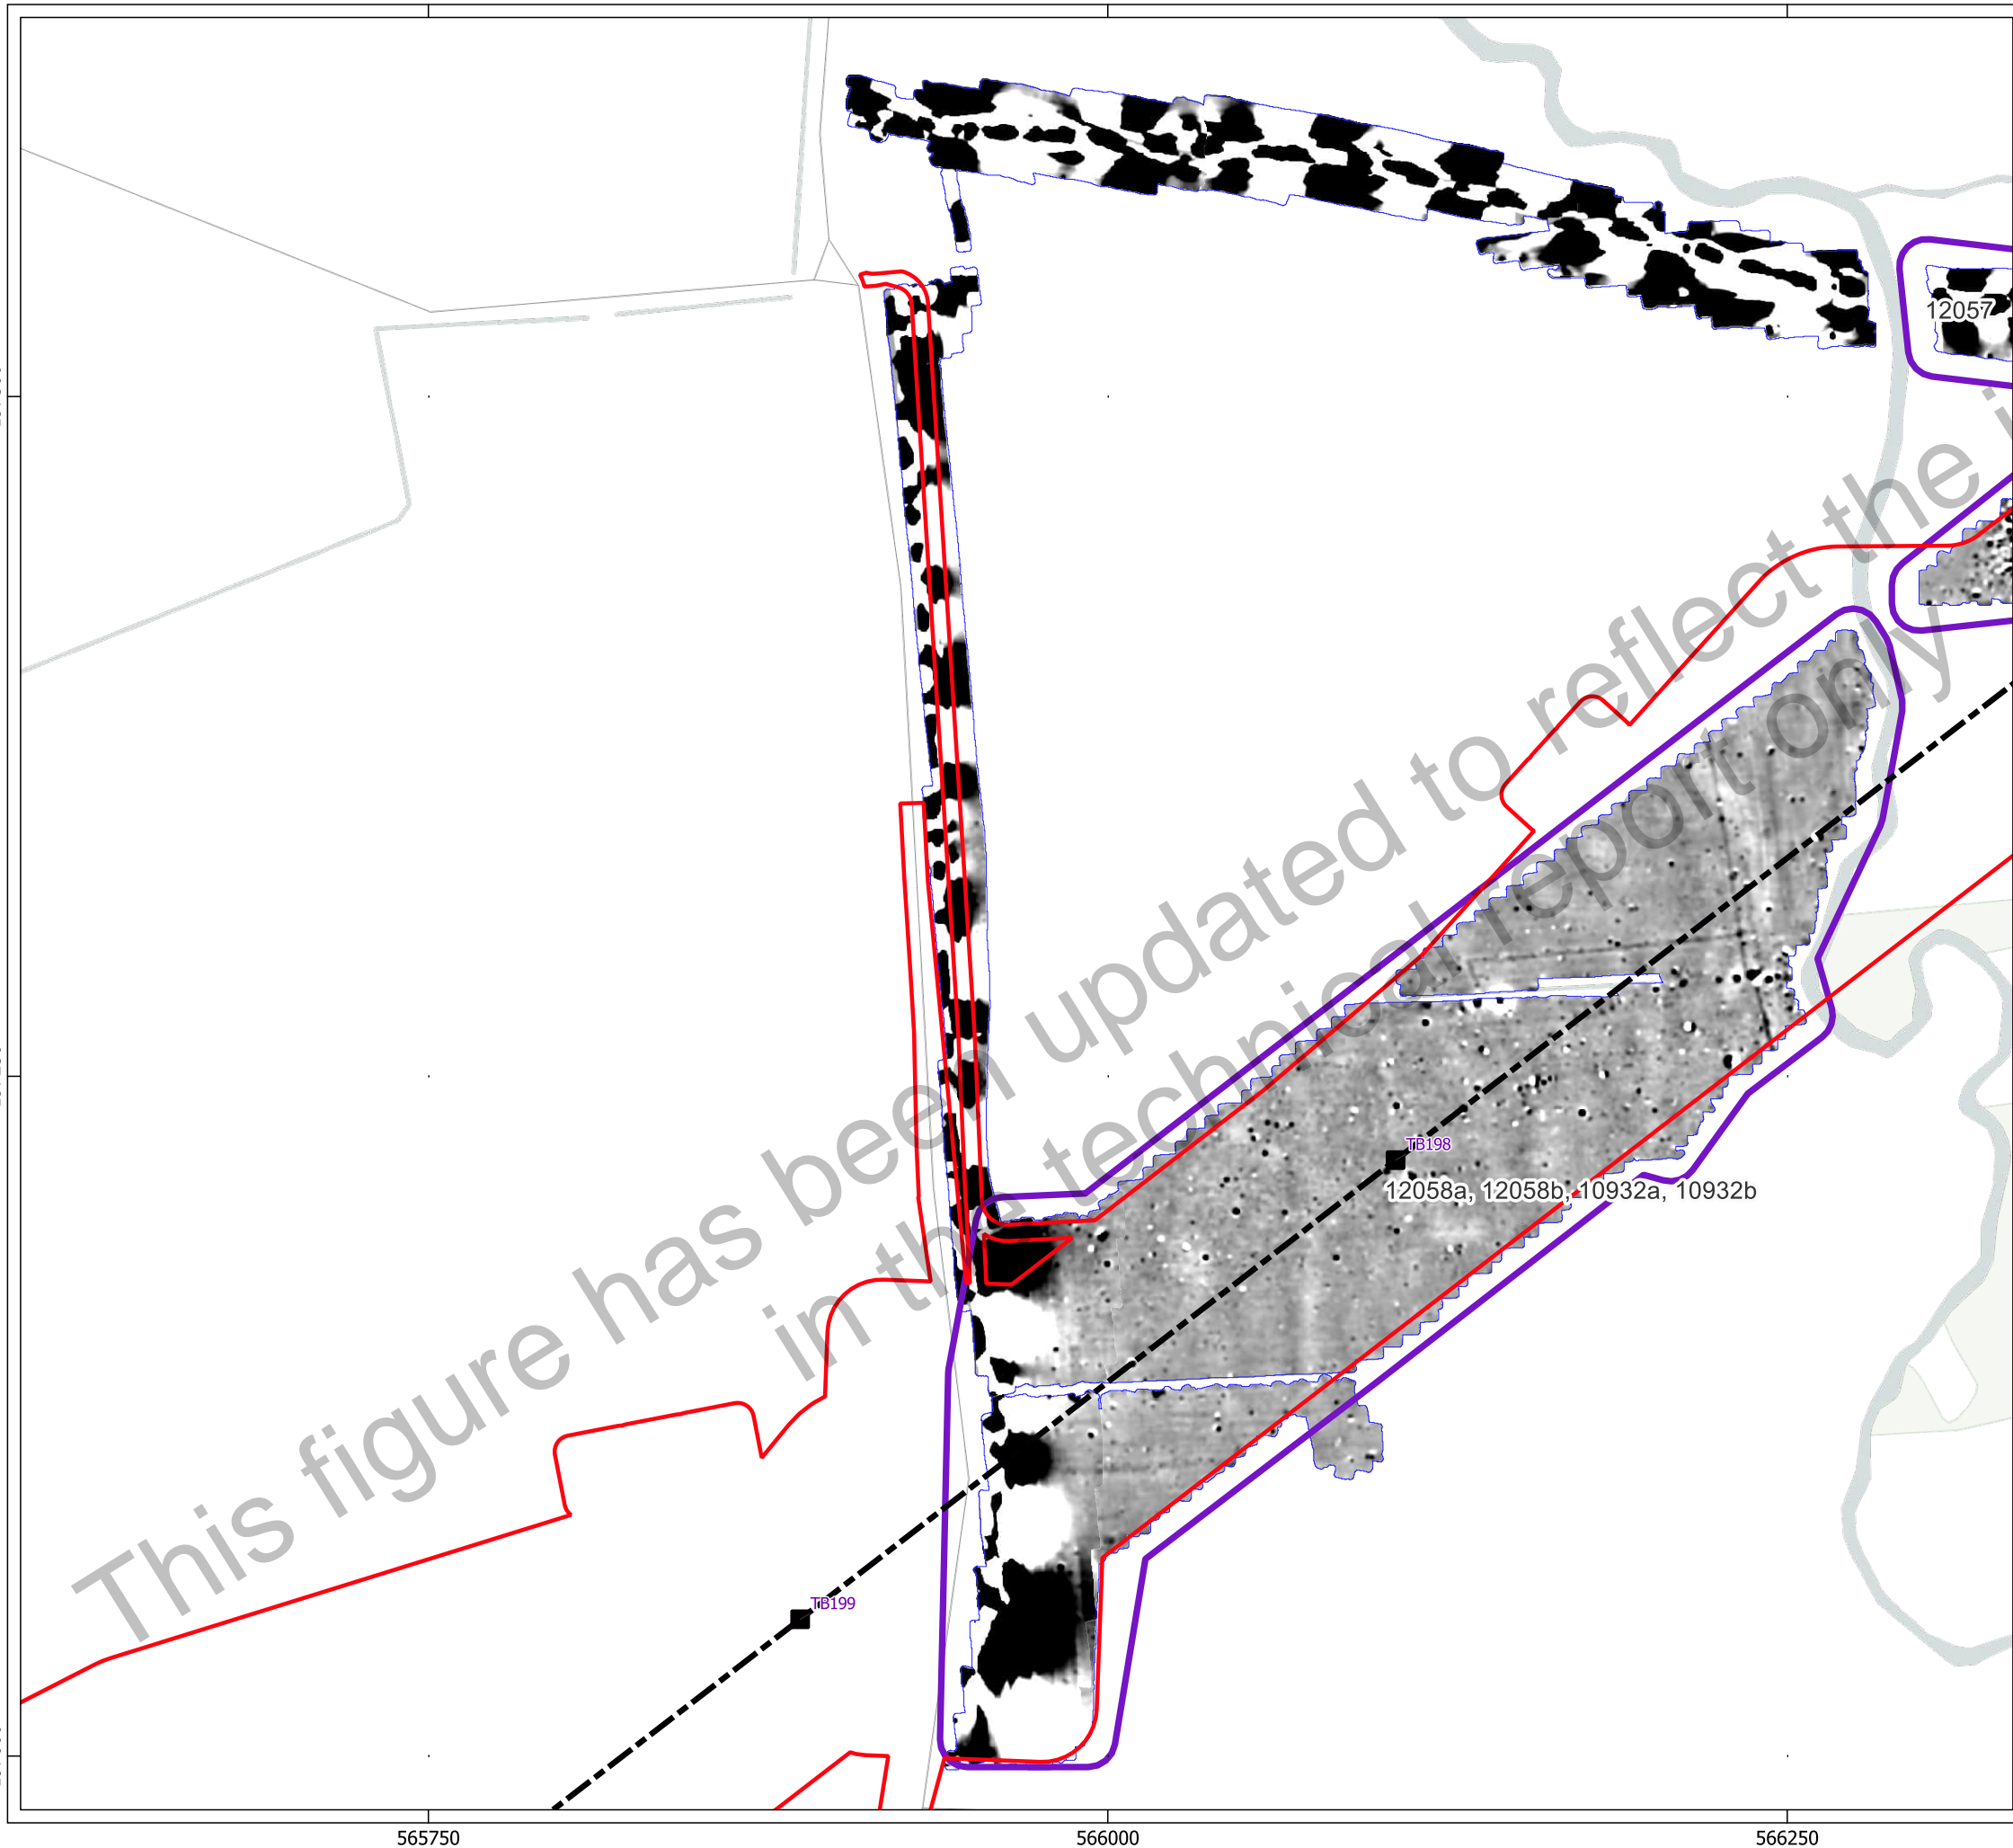 12057
This figure has been updated to reflect the
in the technical report only
TB198
12058a, 12058b, 10932a, 10932b
TB199
565750
566000
566250